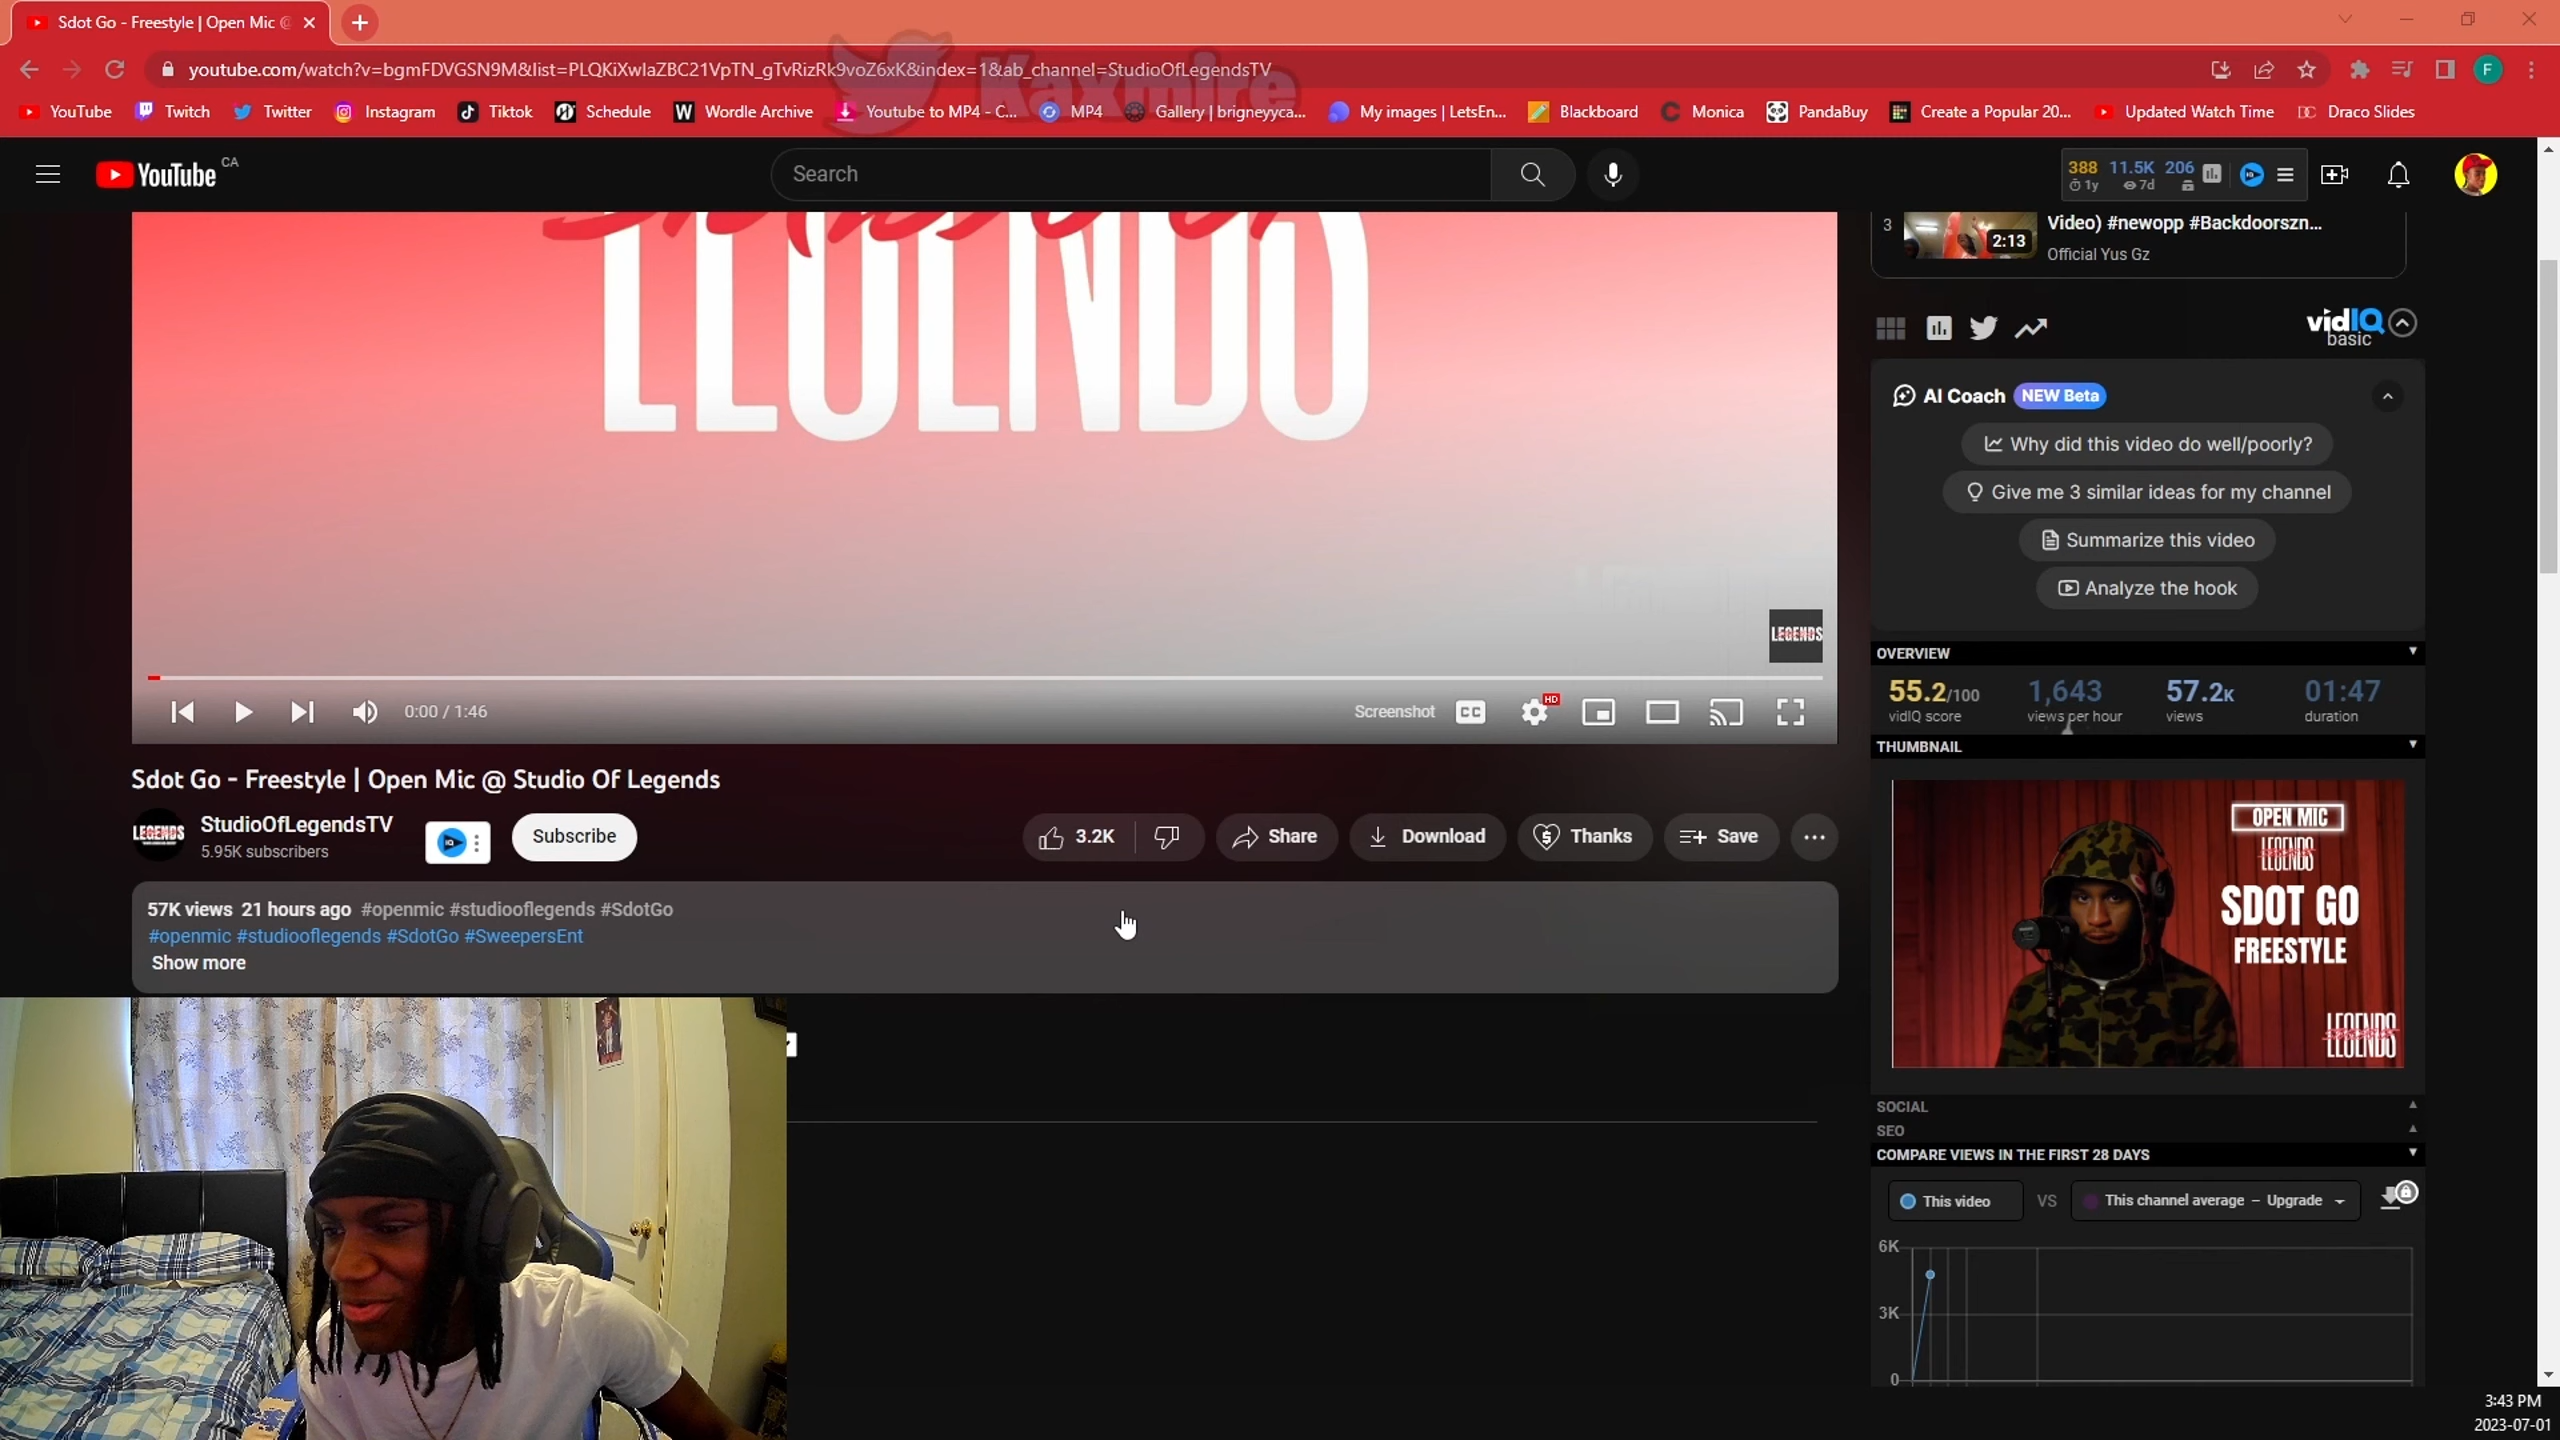 Sdot Go - Freestyle | Open Mic @
youtube.com/watch?v=bgmFDVGSN9M&list=PLQKiXwlaZBC21VpTN_gTvRizRk9voZ6xK&index=1&ab_channel=StudioOfLegendsTV
Kaxmire
F
YouTube Twitch Twitter Instagram Tiktok Schedule Wordle Archive Youtube to MP4 - C... MP4 Gallery | brigneyyca... My images | LetsEn... Blackboard Monica PandaBuy Create a Popular 20... Updated Watch Time Draco Slides
YouTube CA
Search
388 11.5K 206
1y 7d
LEGENDS
3
2:13
Video) #newopp #Backdoorszn...
Official Yus Gz
vidIQ
basic
AI Coach NEW Beta
Why did this video do well/poorly?
Give me 3 similar ideas for my channel
Summarize this video
Analyze the hook
LEGENDS
0:00 / 1:46
Screenshot CC HD
OVERVIEW
55.2/100 1,643 57.2K 01:47
vidIQ score views per hour views duration
THUMBNAIL
OPEN MIC
LEGENDS
SDOT GO
FREESTYLE
LEGENDS
Sdot Go - Freestyle | Open Mic @ Studio Of Legends
LEGENDS
StudioOfLegendsTV
5.95K subscribers
Subscribe
3.2K Share Download Thanks Save
57K views 21 hours ago #openmic #studiooflegends #SdotGo
#openmic #studiooflegends #SdotGo #SweepersEnt
Show more
SOCIAL
SEO
COMPARE VIEWS IN THE FIRST 28 DAYS
This video VS This channel average – Upgrade
6K
3K
0
3:43 PM
2023-07-01